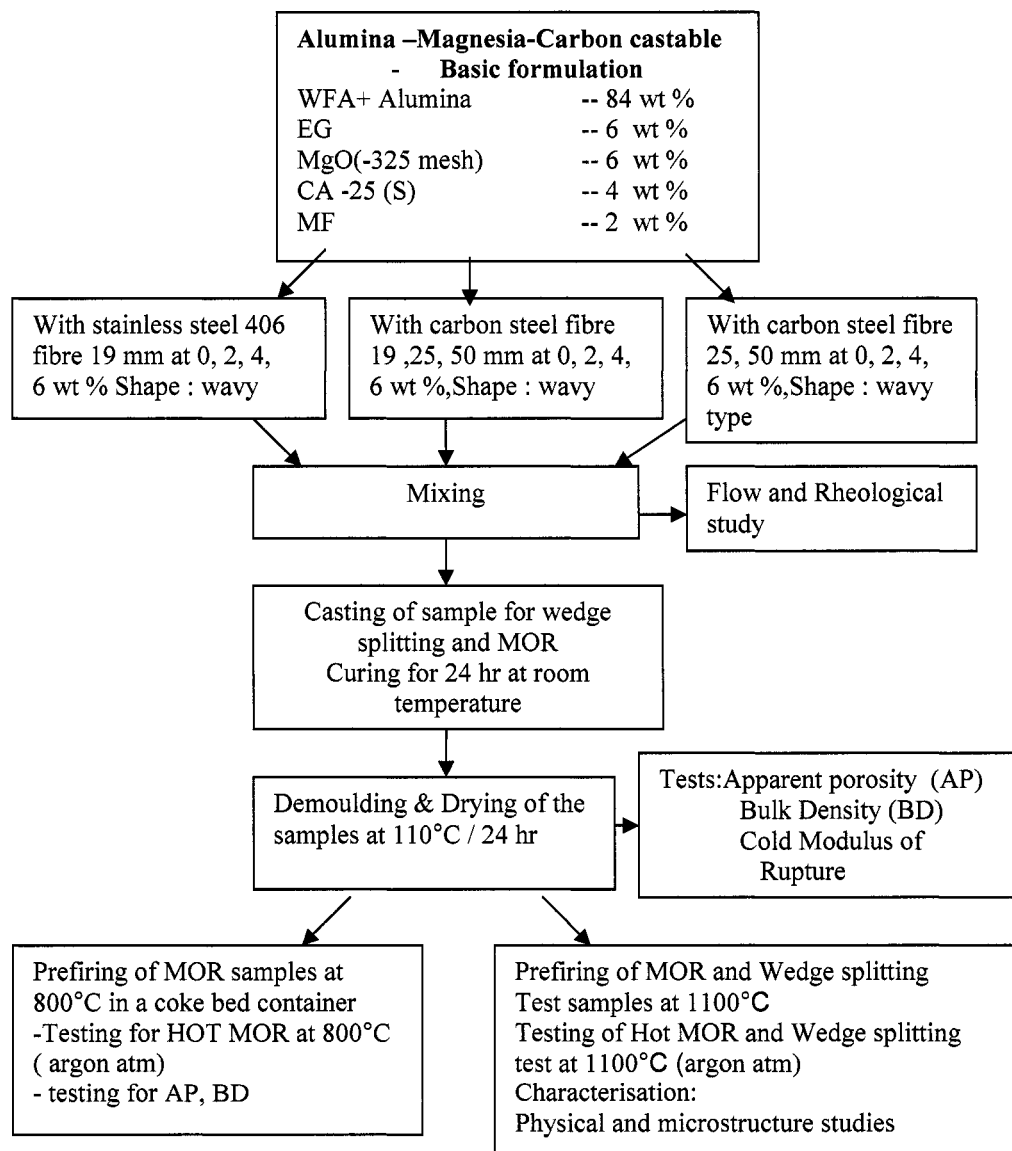 Alumina –Magnesia-Carbon castable
- Basic formulation
WFA+ Alumina -- 84 wt %
EG -- 6 wt %
MgO(-325 mesh) -- 6 wt %
CA -25 (S) -- 4 wt %
MF -- 2 wt %
With stainless steel 406
fibre 19 mm at 0, 2, 4,
6 wt % Shape : wavy
With carbon steel fibre
19 ,25, 50 mm at 0, 2, 4,
6 wt %,Shape : wavy
With carbon steel fibre
25, 50 mm at 0, 2, 4,
6 wt %,Shape : wavy
type
Mixing
Flow and Rheological
study
Casting of sample for wedge
splitting and MOR
Curing for 24 hr at room
temperature
Demoulding & Drying of the
samples at 110°C / 24 hr
Tests:Apparent porosity (AP)
Bulk Density (BD)
Cold Modulus of
Rupture
Prefiring of MOR samples at
800°C in a coke bed container
-Testing for HOT MOR at 800°C
( argon atm)
- testing for AP, BD
Prefiring of MOR and Wedge splitting
Test samples at 1100°C
Testing of Hot MOR and Wedge splitting
test at 1100°C (argon atm)
Characterisation:
Physical and microstructure studies